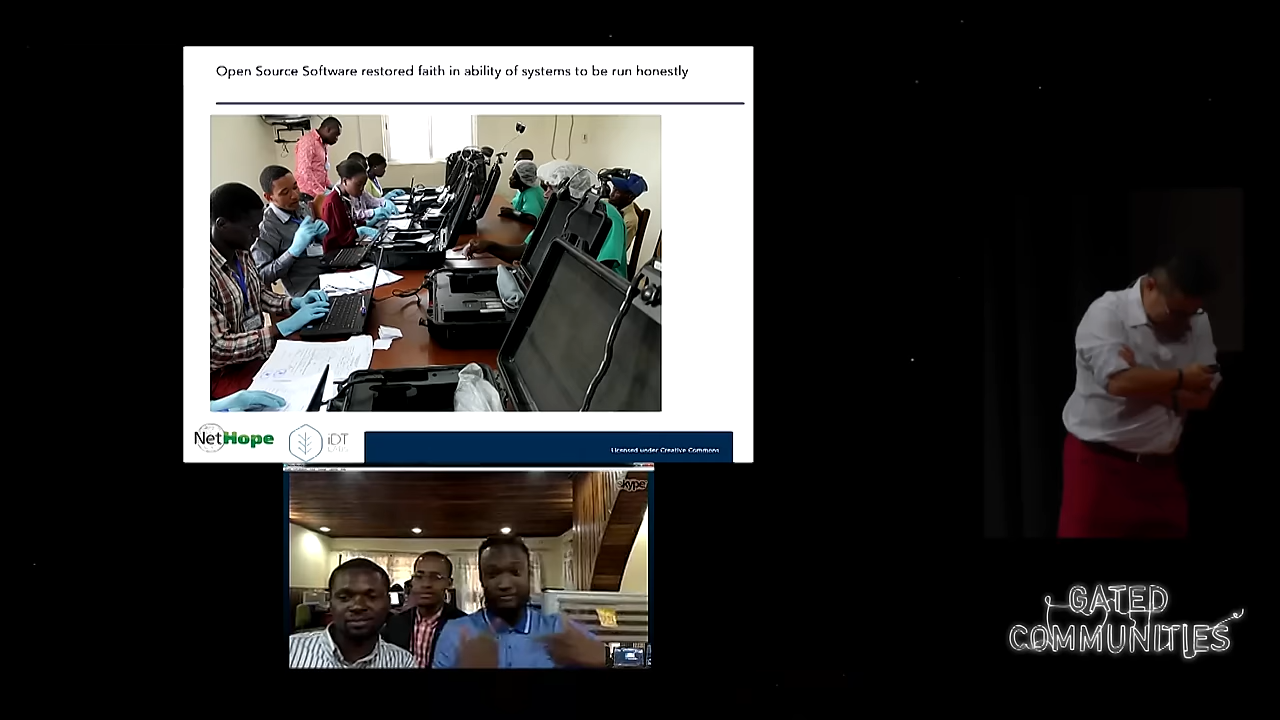 Open Source Software restored faith in ability of systems to be run honestly
NetHope
iDT
LABS
Licensed under Creative Commons
skype
GATED
COMMUNITIES